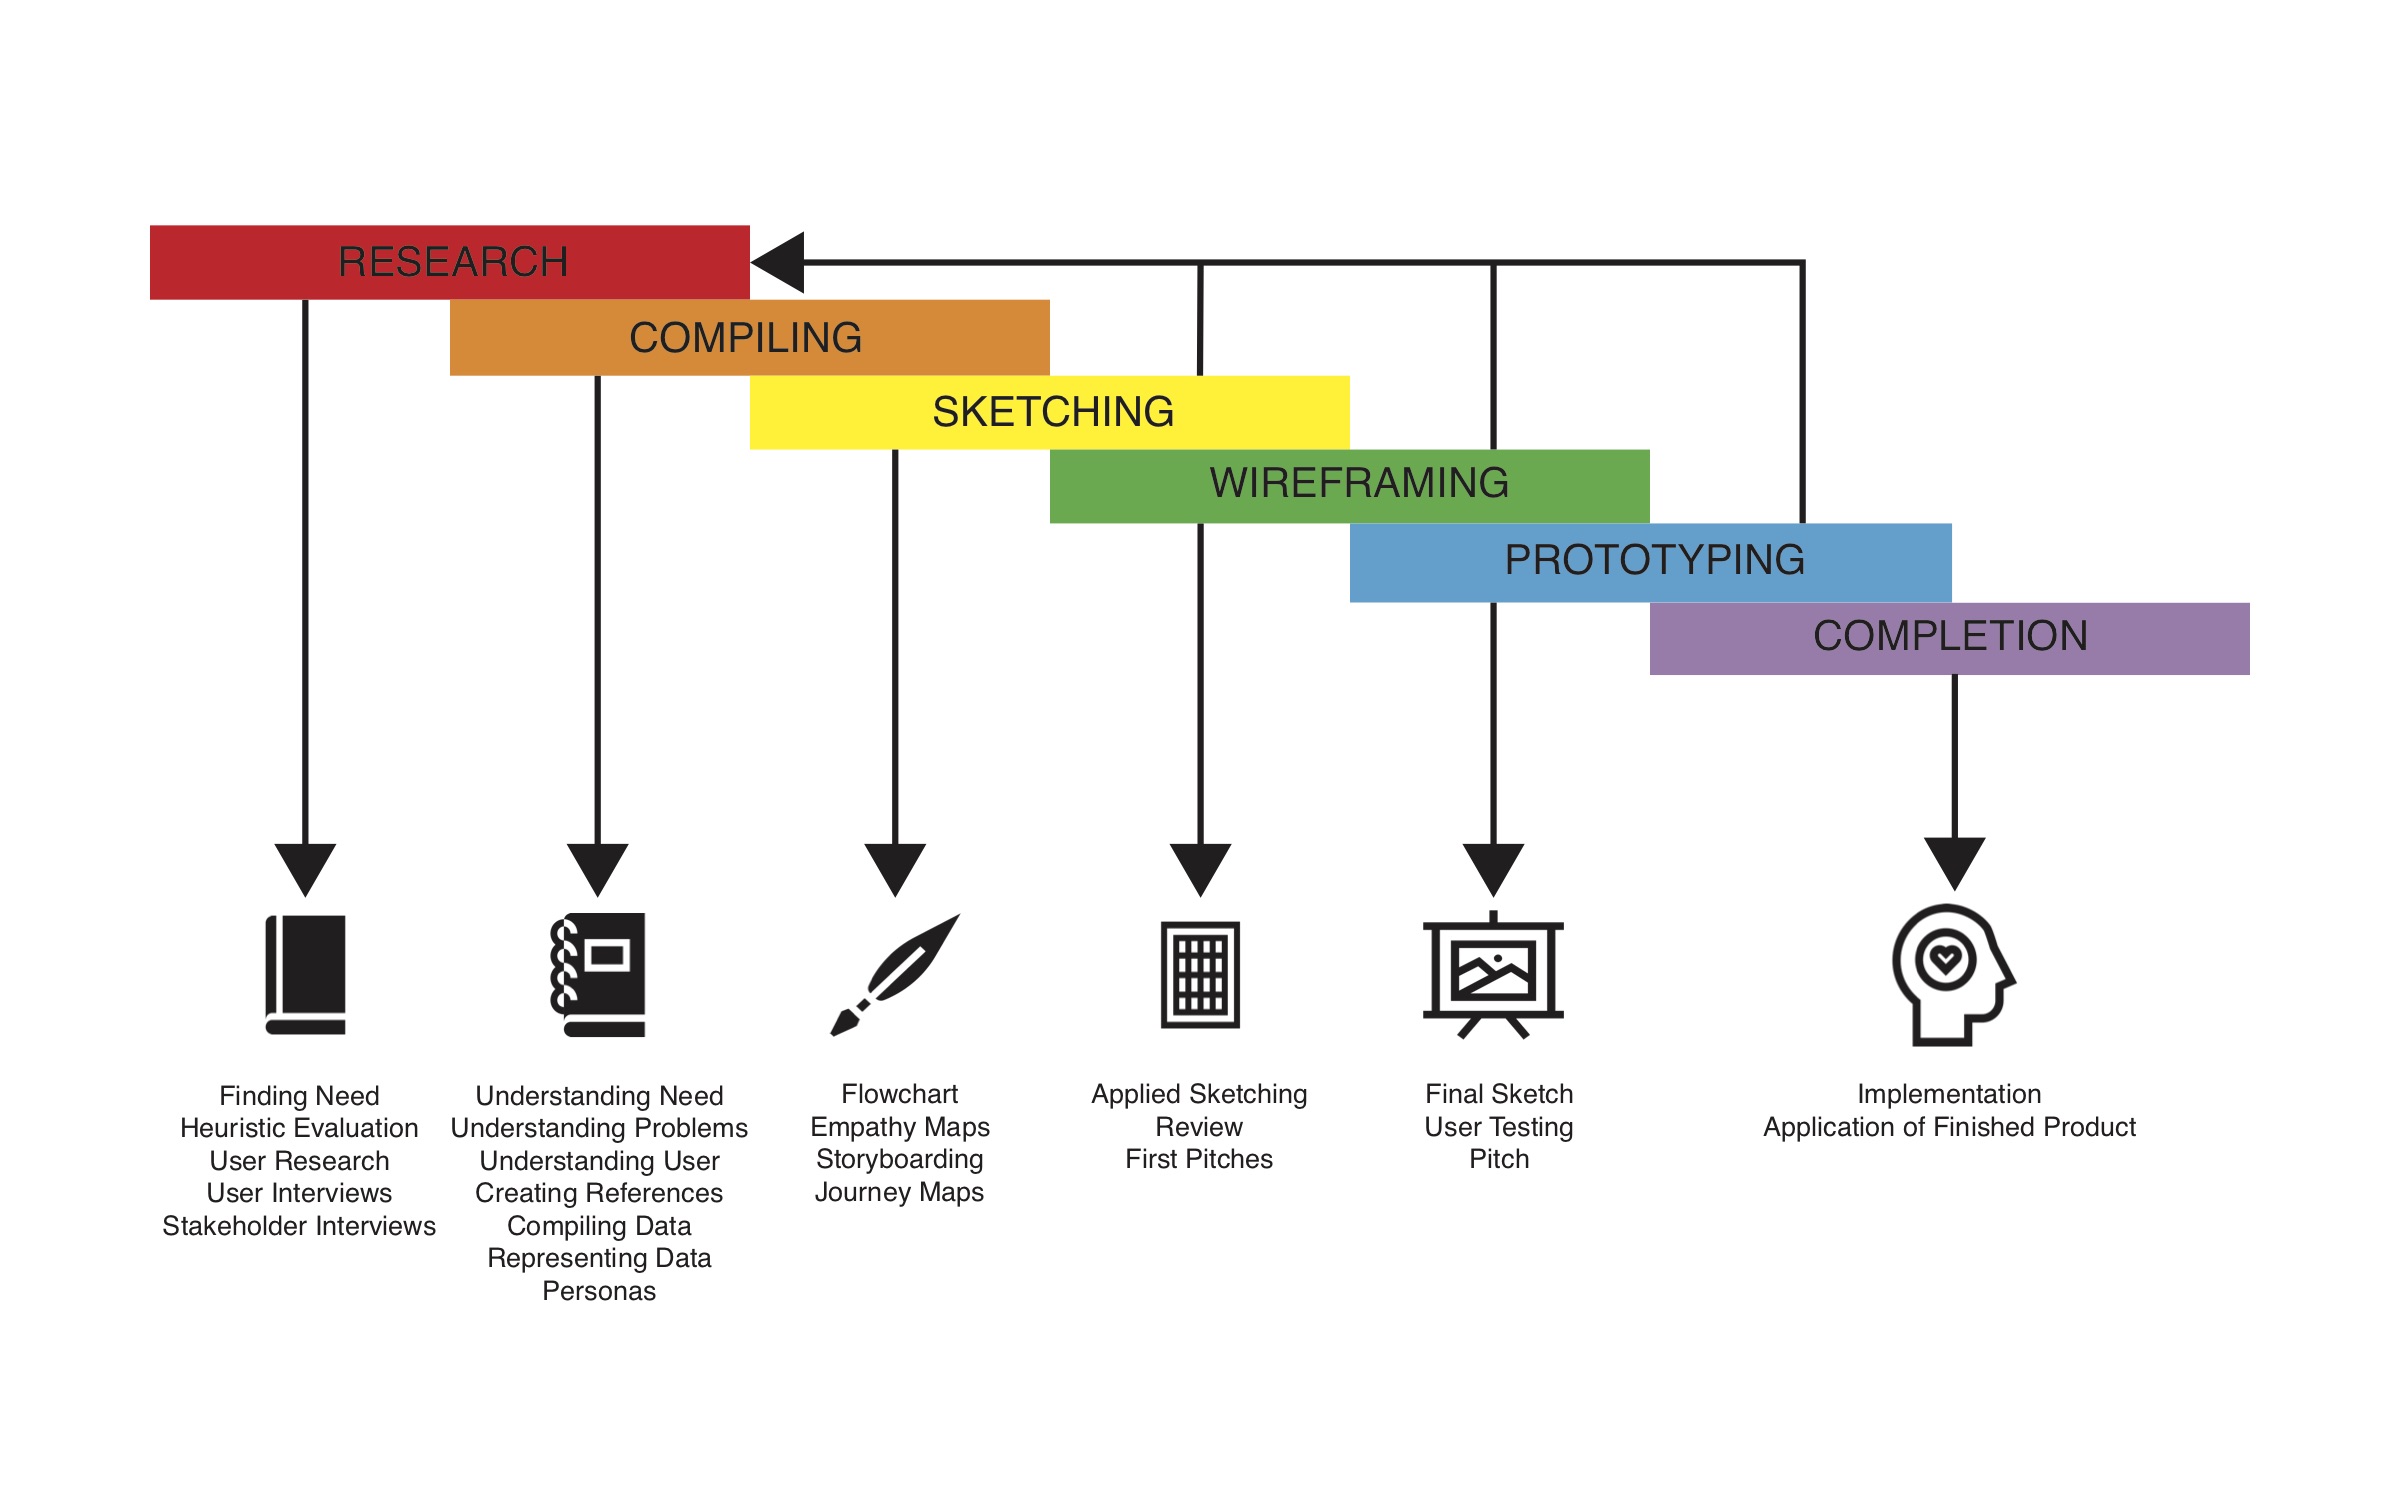 RESEARCH
COMPILING
SKETCHING
WIREFRAMING
PROTOTYPING
COMPLETION
Finding Need
Heuristic Evaluation
User Research
User Interviews
Stakeholder Interviews
Understanding Need
Understanding Problems
Understanding User
Creating References
Compiling Data
Representing Data
Personas
Flowchart
Empathy Maps
Storyboarding
Journey Maps
Applied Sketching
Review
First Pitches
Final Sketch
User Testing
Pitch
Implementation
Application of Finished Product